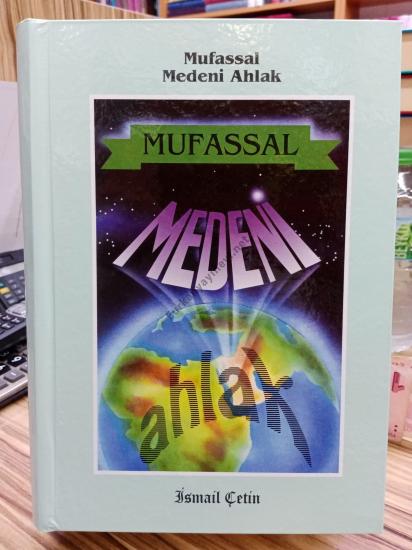 Mufassal
Medeni Ahlak
MUFASSAL
MEDENİ
ahlak
İsmail Çetin